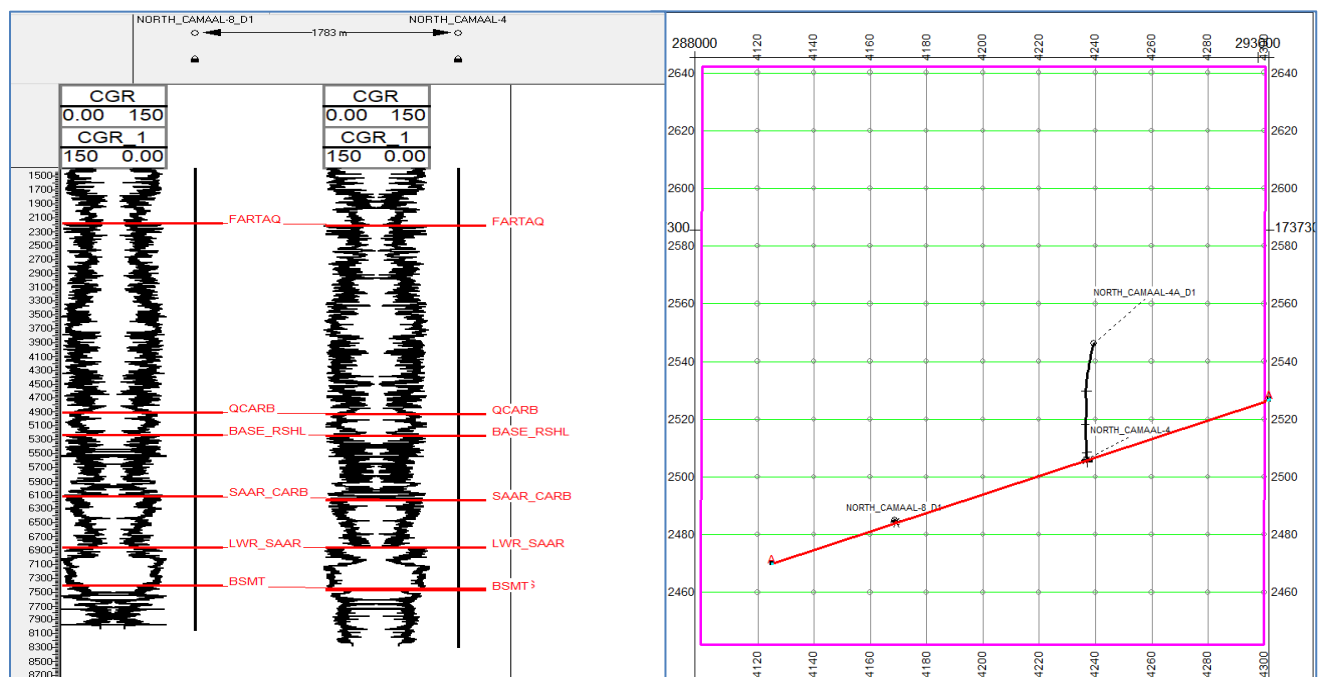 NORTH_CAMAAL-8_D1 NORTH_CAMAAL-4
1783 m
CGR CGR
0.00 150 0.00 150
CGR_1 CGR_1
150 0.00 150 0.00
1500
1700
1900
2100
FARTAQ FARTAQ
2300
2500
2700
2900
3100
3300
3500
3700
3900
4100
4300
4500
4700
4900
QCARB QCARB
5100
5300
BASE_RSHL BASE_RSHL
5500
5700
5900
6100
SAAR_CARB SAAR_CARB
6300
6500
6700
6900
LWR_SAAR LWR_SAAR
7100
7300
BSMT BSMT
7500
7700
7900
8100
8300
8500
8700
288000 293000
4120 4140 4160 4180 4200 4220 4240 4260 4280 4300
2640 2640
2620 2620
2600 2600
300 173730
2580 2580
NORTH_CAMAAL-4A_D1
2560 2560
2540 2540
2520 2520
A
NORTH_CAMAAL-4
2500 2500
NORTH_CAMAAL-8_D1
2480 2480
A
2460 2460
4120 4140 4160 4180 4200 4220 4240 4260 4280 4300